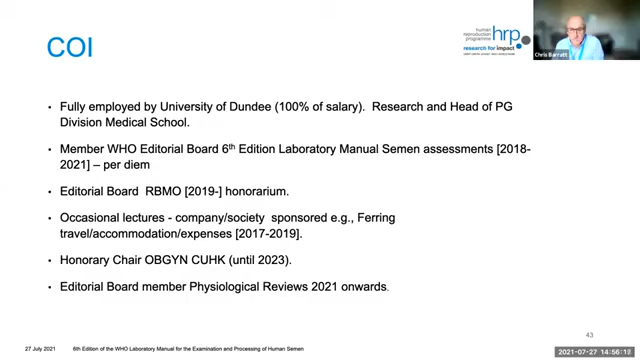 COI
human
reproduction
programme
hrp
research for impact
Chris Barratt
• Fully employed by University of Dundee (100% of salary). Research and Head of PG
Division Medical School.
• Member WHO Editorial Board 6th Edition Laboratory Manual Semen assessments [2018-
2021] – per diem
• Editorial Board RBMO [2019-] honorarium.
• Occasional lectures - company/society sponsored e.g., Ferring
travel/accommodation/expenses [2017-2019].
• Honorary Chair OBGYN CUHK (until 2023).
• Editorial Board member Physiological Reviews 2021 onwards.
43
27 July 2021 6th Edition of the WHO Laboratory Manual for the Examination and Processing of Human Semen
2021-07-27 14:56:12